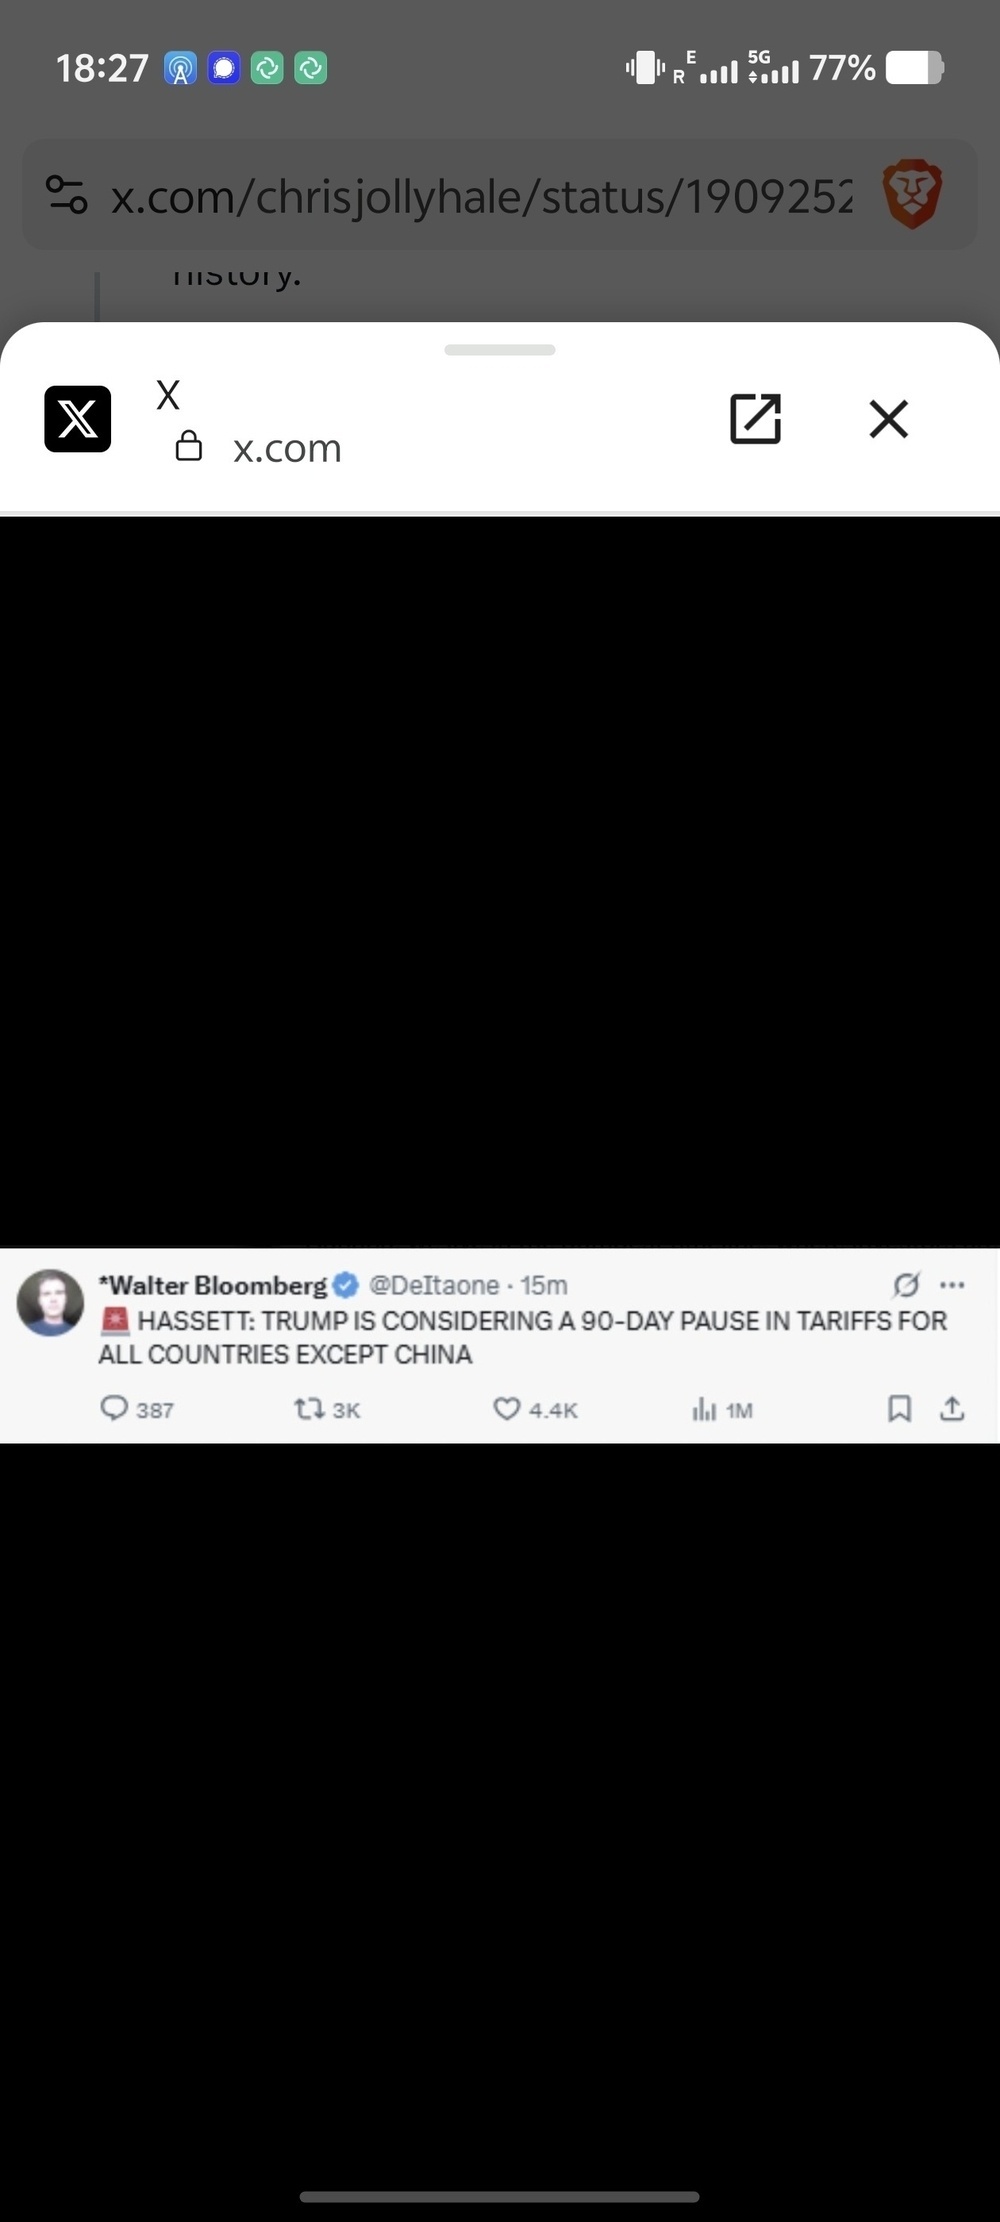 18:27
R E 5G 77%
x.com/chrisjollyhale/status/1909252
history.
X
x.com
*Walter Bloomberg @DeItaone · 15m
🚨 HASSETT: TRUMP IS CONSIDERING A 90-DAY PAUSE IN TARIFFS FOR
ALL COUNTRIES EXCEPT CHINA
387 3K 4.4K 1M